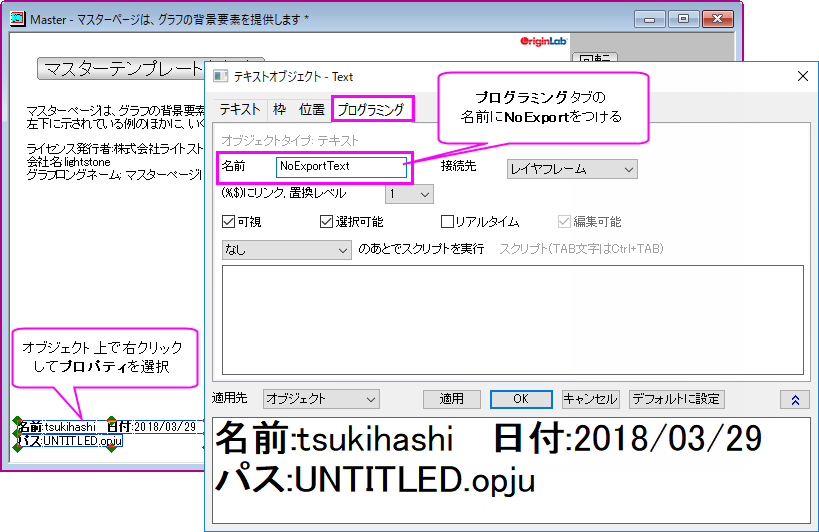 Master - マスターページは、グラフの背景要素を提供します *
OriginLab
マスターテンプレート
マスターページは、グラフの背景要素
左下に示されている例のほかに、いく
ライセンス発行者:株式会社ライトスト
会社名 lightstone
グラフロングネーム: マスターページ
オブジェクト上で右クリック
してプロパティを選択
名前:tsukihashi 日付:2018/03/29
パス:UNTITLED.opju
テキストオブジェクト - Text
テキスト 枠 位置 プログラミング
プログラミングタブの
名前にNoExportをつける
オブジェクトタイプ: テキスト
名前 NoExportText 接続先 レイヤフレーム
(%,$)にリンク, 置換レベル 1
可視 選択可能 リアルタイム 編集可能
なし のあとでスクリプトを実行 スクリプト(TAB文字はCtrl+TAB)
適用先 オブジェクト 適用 OK キャンセル デフォルトに設定
名前:tsukihashi 日付:2018/03/29
パス:UNTITLED.opju